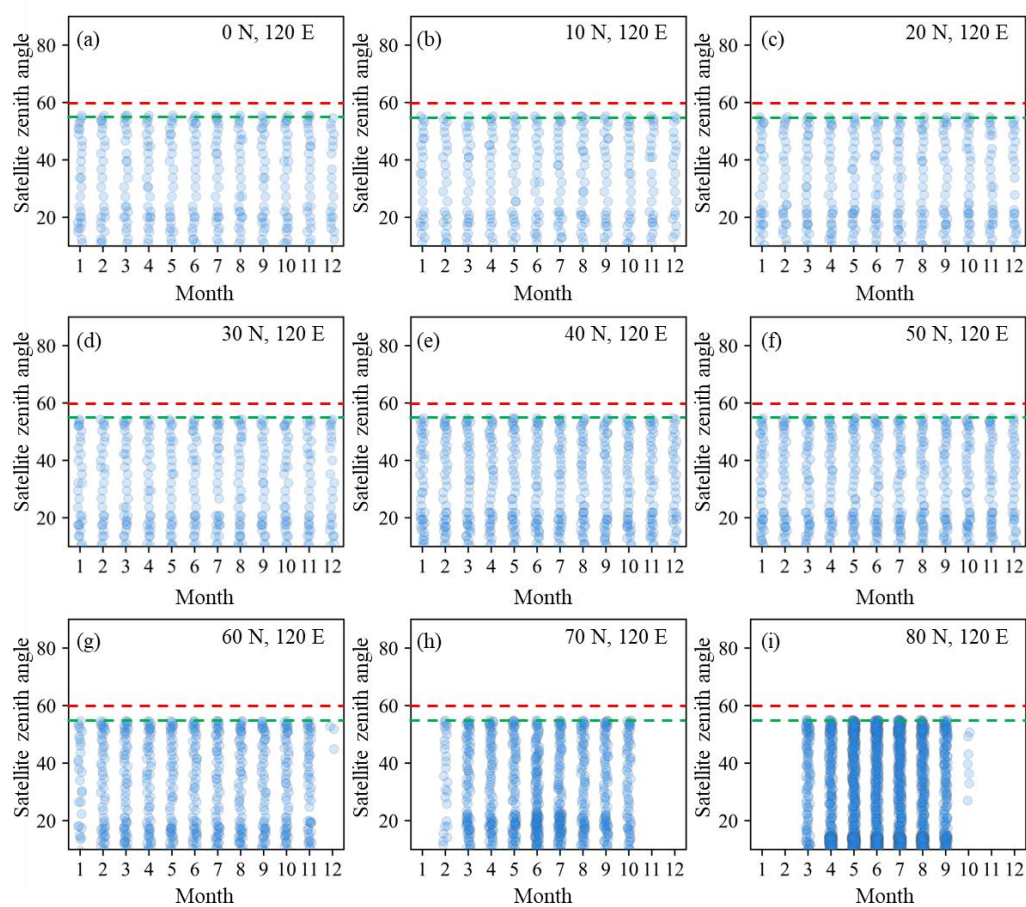 (a) 0 N, 120 E
Satellite zenith angle
80
60
40
20
1 2 3 4 5 6 7 8 9 10 11 12
Month
(b) 10 N, 120 E
Satellite zenith angle
80
60
40
20
1 2 3 4 5 6 7 8 9 10 11 12
Month
(c) 20 N, 120 E
Satellite zenith angle
80
60
40
20
1 2 3 4 5 6 7 8 9 10 11 12
Month
(d) 30 N, 120 E
Satellite zenith angle
80
60
40
20
1 2 3 4 5 6 7 8 9 10 11 12
Month
(e) 40 N, 120 E
Satellite zenith angle
80
60
40
20
1 2 3 4 5 6 7 8 9 10 11 12
Month
(f) 50 N, 120 E
Satellite zenith angle
80
60
40
20
1 2 3 4 5 6 7 8 9 10 11 12
Month
(g) 60 N, 120 E
Satellite zenith angle
80
60
40
20
1 2 3 4 5 6 7 8 9 10 11 12
Month
(h) 70 N, 120 E
Satellite zenith angle
80
60
40
20
1 2 3 4 5 6 7 8 9 10 11 12
Month
(i) 80 N, 120 E
Satellite zenith angle
80
60
40
20
1 2 3 4 5 6 7 8 9 10 11 12
Month